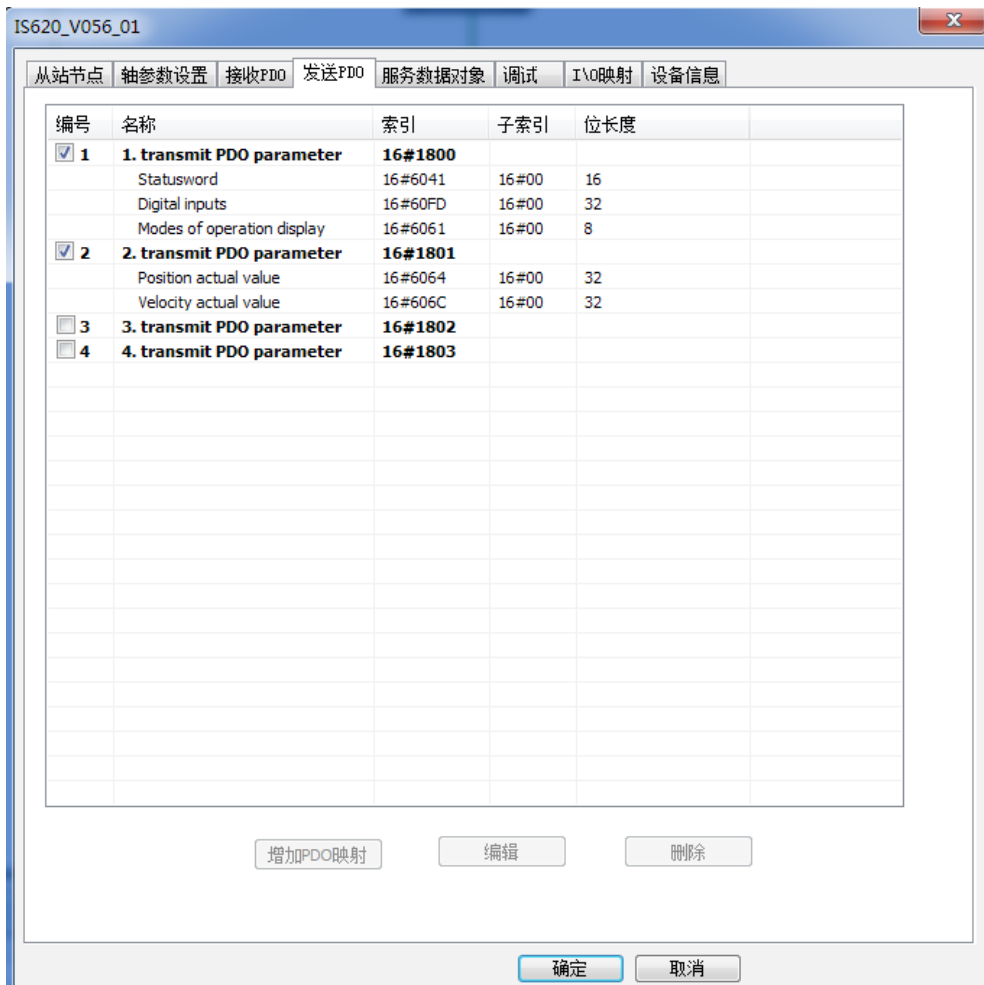 IS620_V056_01
从站节点 轴参数设置 接收PDO 发送PDO 服务数据对象 调试 I\O映射 设备信息
编号 名称 索引 子索引 位长度
1 1. transmit PDO parameter 16#1800
Statusword 16#6041 16#00 16
Digital inputs 16#60FD 16#00 32
Modes of operation display 16#6061 16#00 8
2 2. transmit PDO parameter 16#1801
Position actual value 16#6064 16#00 32
Velocity actual value 16#606C 16#00 32
3 3. transmit PDO parameter 16#1802
4 4. transmit PDO parameter 16#1803
增加PDO映射 编辑 删除
确定 取消